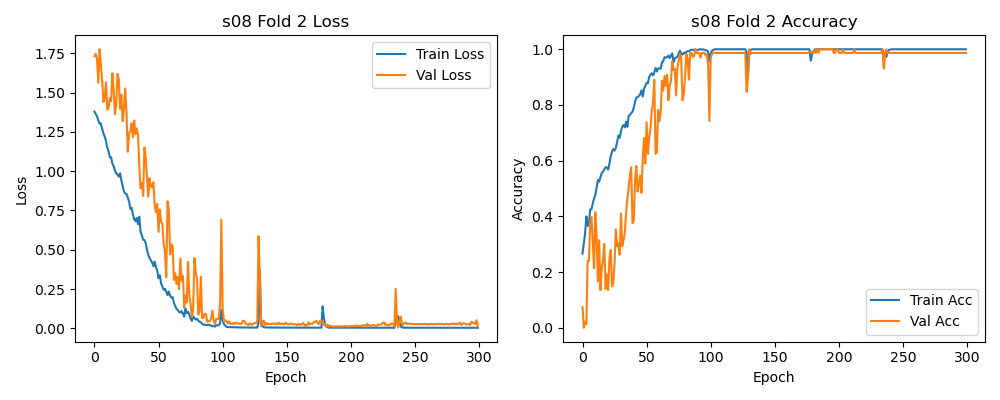 s08 Fold 2 Loss
Loss
1.75
1.50
1.25
1.00
0.75
0.50
0.25
0.00
0
50
100
150
200
250
300
Epoch
Train Loss
Val Loss
s08 Fold 2 Accuracy
Accuracy
1.0
0.8
0.6
0.4
0.2
0.0
0
50
100
150
200
250
300
Epoch
Train Acc
Val Acc